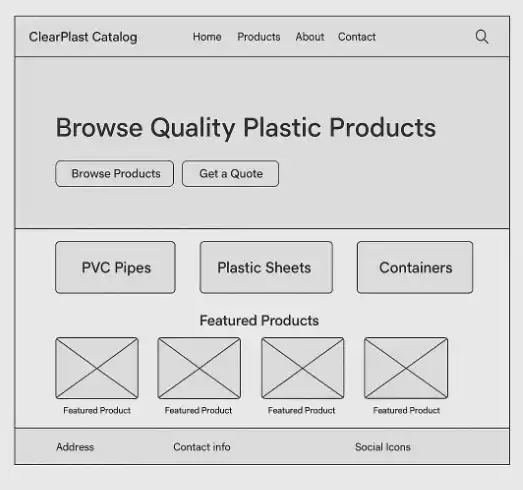 ClearPlast Catalog Home Products About Contact
Browse Quality Plastic Products
Browse Products Get a Quote
PVC Pipes Plastic Sheets Containers
Featured Products
Featured Product Featured Product Featured Product Featured Product
Address Contact info Social Icons